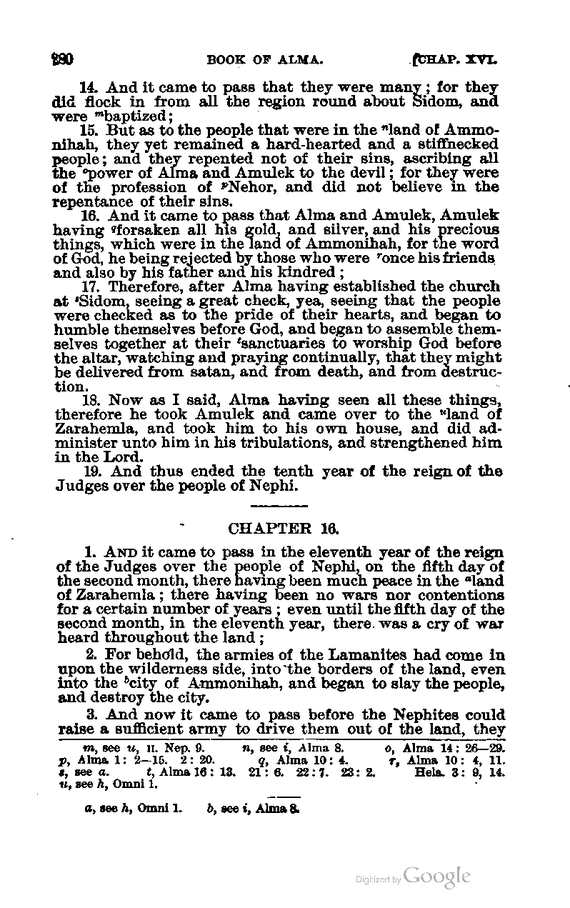 280 BOOK OF ALMA. [CHAP. XVI.
14. And it came to pass that they were many; for they
did flock in from all the region round about Sidom, and
were ᵐbaptized;
15. But as to the people that were in the ⁿland of Ammo-
nihah, they yet remained a hard-hearted and a stiffnecked
people; and they repented not of their sins, ascribing all
the ᵒpower of Alma and Amulek to the devil; for they were
of the profession of ᵖNehor, and did not believe in the
repentance of their sins.
16. And it came to pass that Alma and Amulek, Amulek
having qforsaken all his gold, and silver, and his precious
things, which were in the land of Ammonihah, for the word
of God, he being rejected by those who were ʳonce his friends
and also by his father and his kindred;
17. Therefore, after Alma having established the church
at ˢSidom, seeing a great check, yea, seeing that the people
were checked as to the pride of their hearts, and began to
humble themselves before God, and began to assemble them-
selves together at their ᵗsanctuaries to worship God before
the altar, watching and praying continually, that they might
be delivered from satan, and from death, and from destruc-
tion.
18. Now as I said, Alma having seen all these things,
therefore he took Amulek and came over to the ᵘland of
Zarahemla, and took him to his own house, and did ad-
minister unto him in his tribulations, and strengthened him
in the Lord.
19. And thus ended the tenth year of the reign of the
Judges over the people of Nephi.
CHAPTER 16.
1. AND it came to pass in the eleventh year of the reign
of the Judges over the people of Nephi, on the fifth day of
the second month, there having been much peace in the ᵃland
of Zarahemla; there having been no wars nor contentions
for a certain number of years; even until the fifth day of the
second month, in the eleventh year, there was a cry of war
heard throughout the land;
2. For behold, the armies of the Lamanites had come in
upon the wilderness side, into the borders of the land, even
into the ᵇcity of Ammonihah, and began to slay the people,
and destroy the city.
3. And now it came to pass before the Nephites could
raise a sufficient army to drive them out of the land, they
m, see u, II. Nep. 9. n, see i, Alma 8. o, Alma 14: 26—29.
p, Alma 1: 2—15. 2: 20. q, Alma 10: 4. r, Alma 10: 4, 11.
s, see a. t, Alma 16: 13. 21: 6. 22: 7. 23: 2. Hela. 3: 9, 14.
u, see h, Omni 1.
a, see h, Omni 1. b, see i, Alma 8.
Digitized by Google